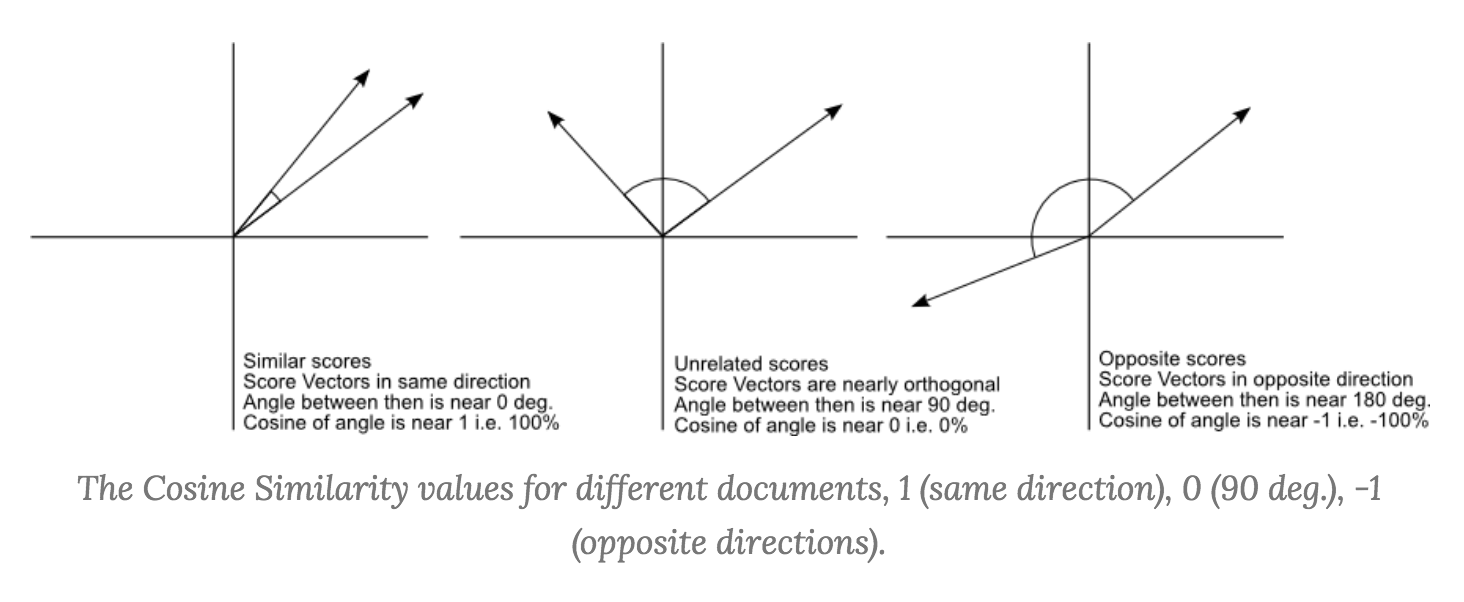 Similar scores
Score Vectors in same direction
Angle between then is near 0 deg.
Cosine of angle is near 1 i.e. 100%
Unrelated scores
Score Vectors are nearly orthogonal
Angle between then is near 90 deg.
Cosine of angle is near 0 i.e. 0%
Opposite scores
Score Vectors in opposite direction
Angle between then is near 180 deg.
Cosine of angle is near -1 i.e. -100%
The Cosine Similarity values for different documents, 1 (same direction), 0 (90 deg.), -1
(opposite directions).